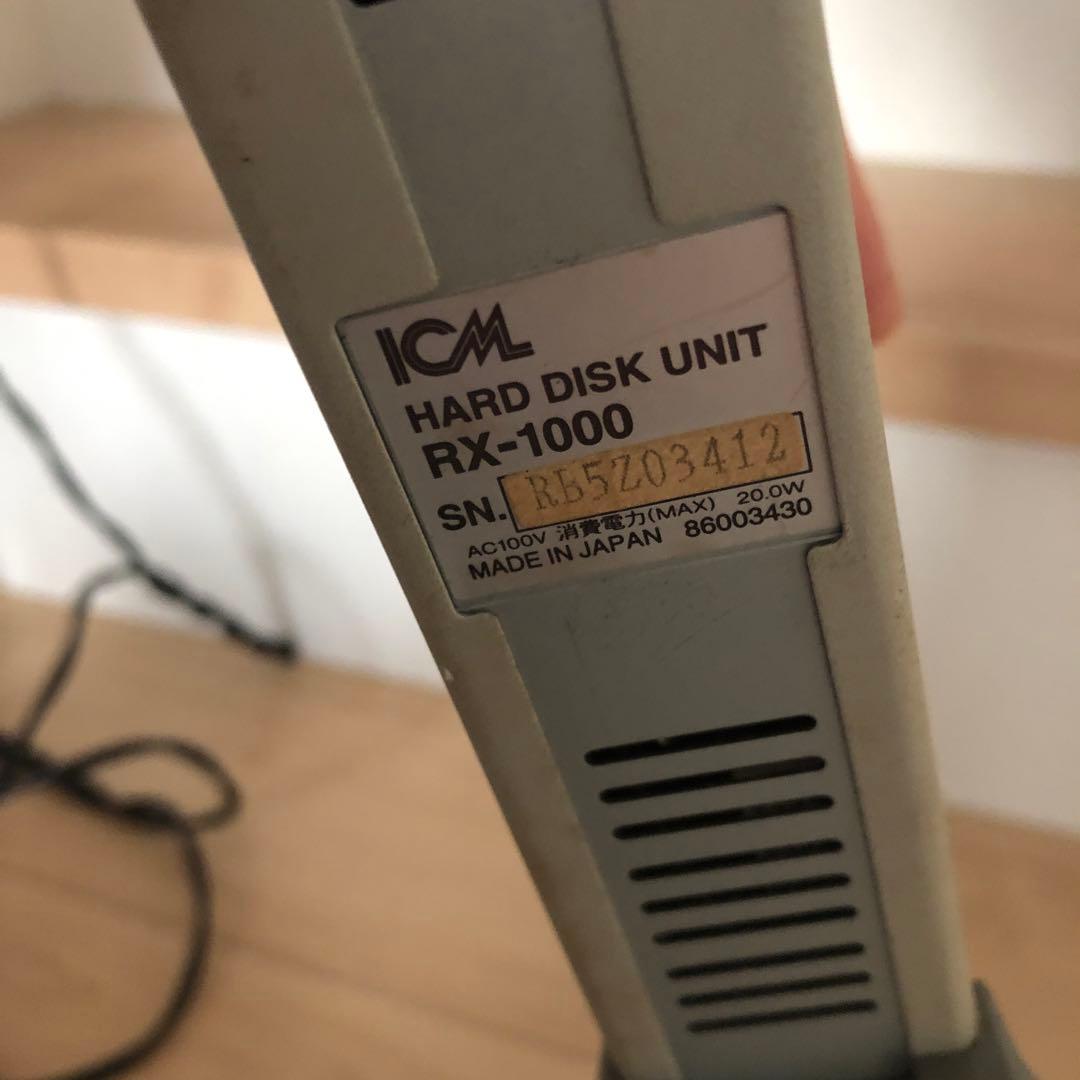 ICM
HARD DISK UNIT
RX-1000
SN. RB5Z03412
AC100V 消費電力(MAX) 20.0W
MADE IN JAPAN 86003430